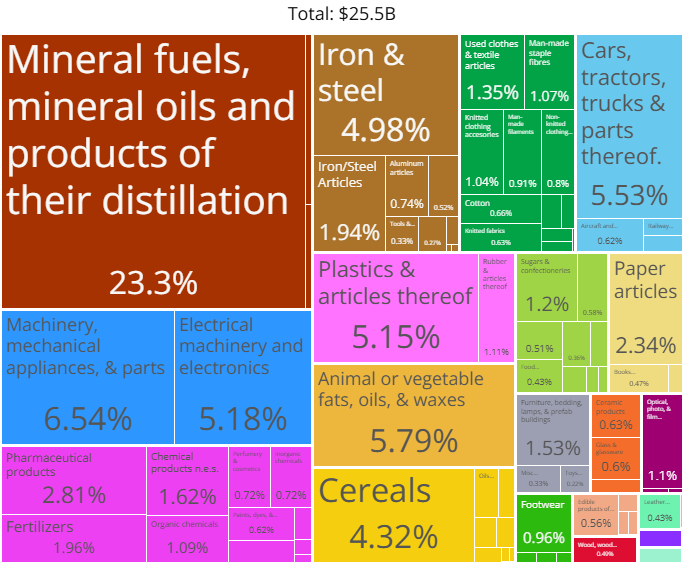 Total: $25.5B
Mineral fuels,
mineral oils and
products of
their distillation
23.3%
Machinery,
mechanical
appliances, & parts
6.54%
Electrical
machinery and
electronics
5.18%
Pharmaceutical
products
2.81%
Fertilizers
1.96%
Chemical
products n.e.s.
1.62%
Organic chemicals
1.09%
Perfumery
&
cosmetics
0.72%
Inorganic
chemicals
0.72%
Paints, dyes, &...
0.62%
Iron &
steel
4.98%
Iron/Steel
Articles
1.94%
Aluminum
articles
0.74%
0.52%
Tools &...
0.33%
0.27%
Plastics &
articles thereof
5.15%
Rubber
&
articles
thereof
1.11%
Animal or vegetable
fats, oils, & waxes
5.79%
Cereals
4.32%
Oils...
Used clothes
& textile
articles
1.35%
Man-made
staple
fibres
1.07%
Knitted
clothing
accesories
1.04%
Man-
made
filaments
0.91%
Non-
knitted
clothing...
0.8%
Cotton
0.66%
Knitted fabrics
0.63%
Cars,
tractors,
trucks &
parts
thereof.
5.53%
Aircraft and...
0.62%
Railway...
Sugars &
confectioneries
1.2%
0.58%
0.51%
0.36%
Food...
0.43%
Paper
articles
2.34%
Books...
0.47%
Furniture, bedding,
lamps, & prefab
buildings
1.53%
Misc...
0.33%
Toys...
0.22%
Ceramic
products
0.63%
Glass &
glassware
0.6%
Optical,
photo, &
film...
1.1%
Footwear
0.96%
Edible
products of...
0.56%
Wood, wood...
0.49%
Leather...
0.43%